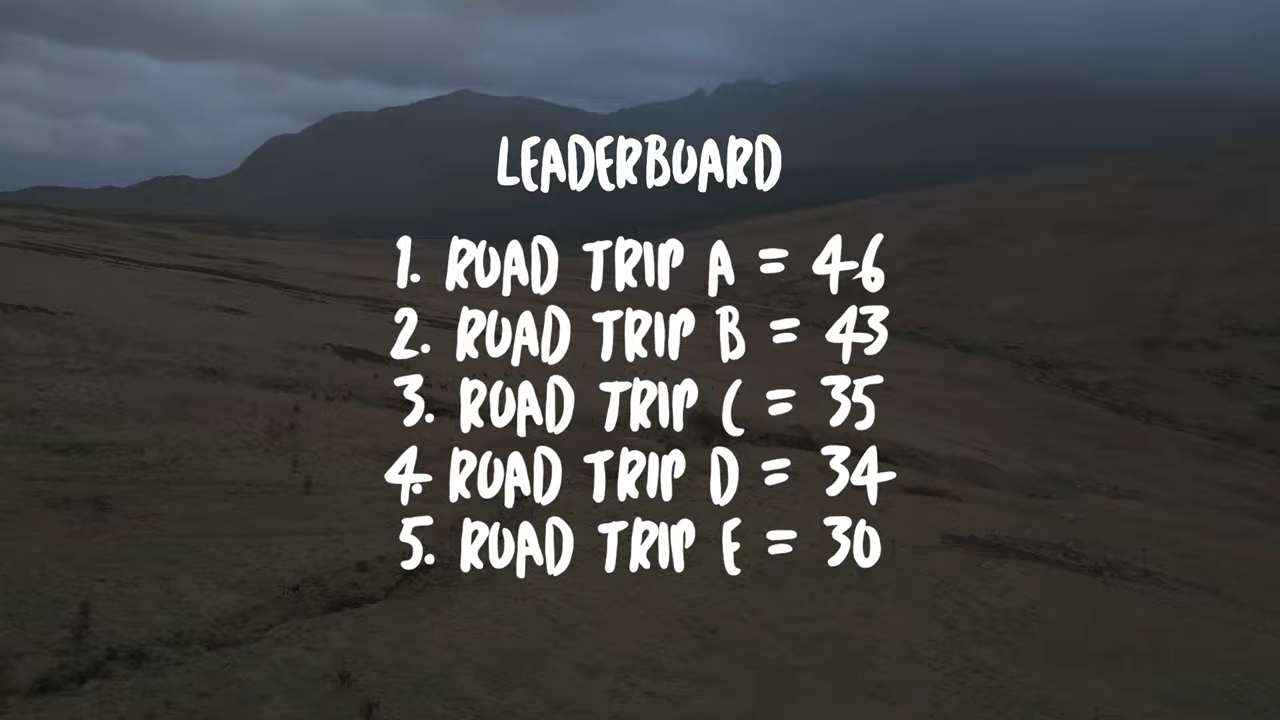 LEADERBOARD
1. ROAD TRIP A = 46
2. ROAD TRIP B = 43
3. ROAD TRIP C = 35
4. ROAD TRIP D = 34
5. ROAD TRIP E = 30